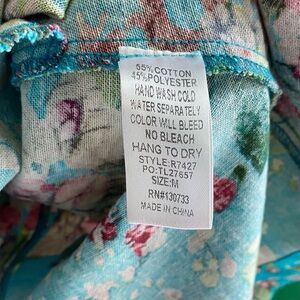 55%COTTON
45%POLYESTER
HAND WASH COLD
WATER SEPARATELY
COLOR WILL BLEED
NO BLEACH
HANG TO DRY
STYLE:R7427
PO:TL27657
SIZE:M
RN#130733
MADE IN CHINA